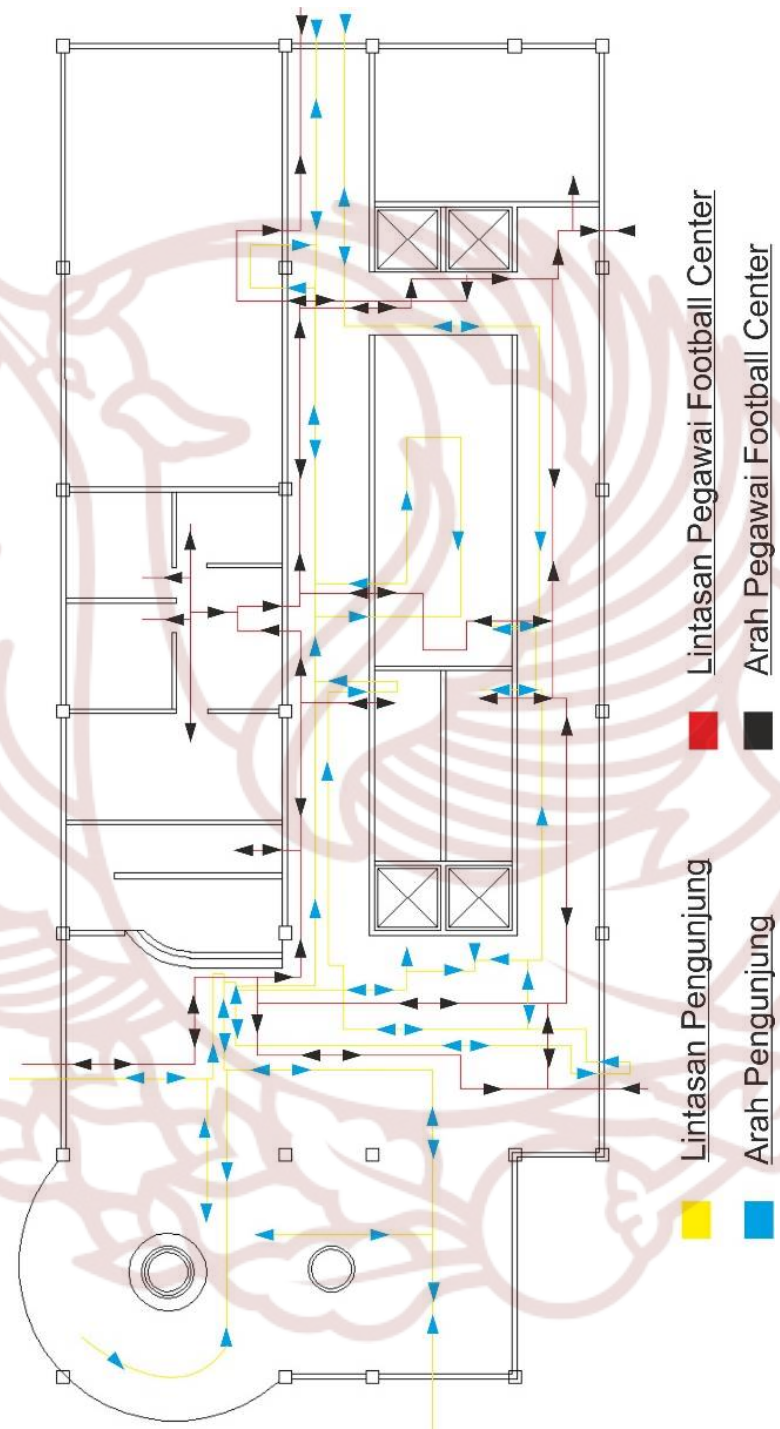 Lintasan Pengunjung
Arah Pengunjung
Lintasan Pegawai Football Center
Arah Pegawai Football Center